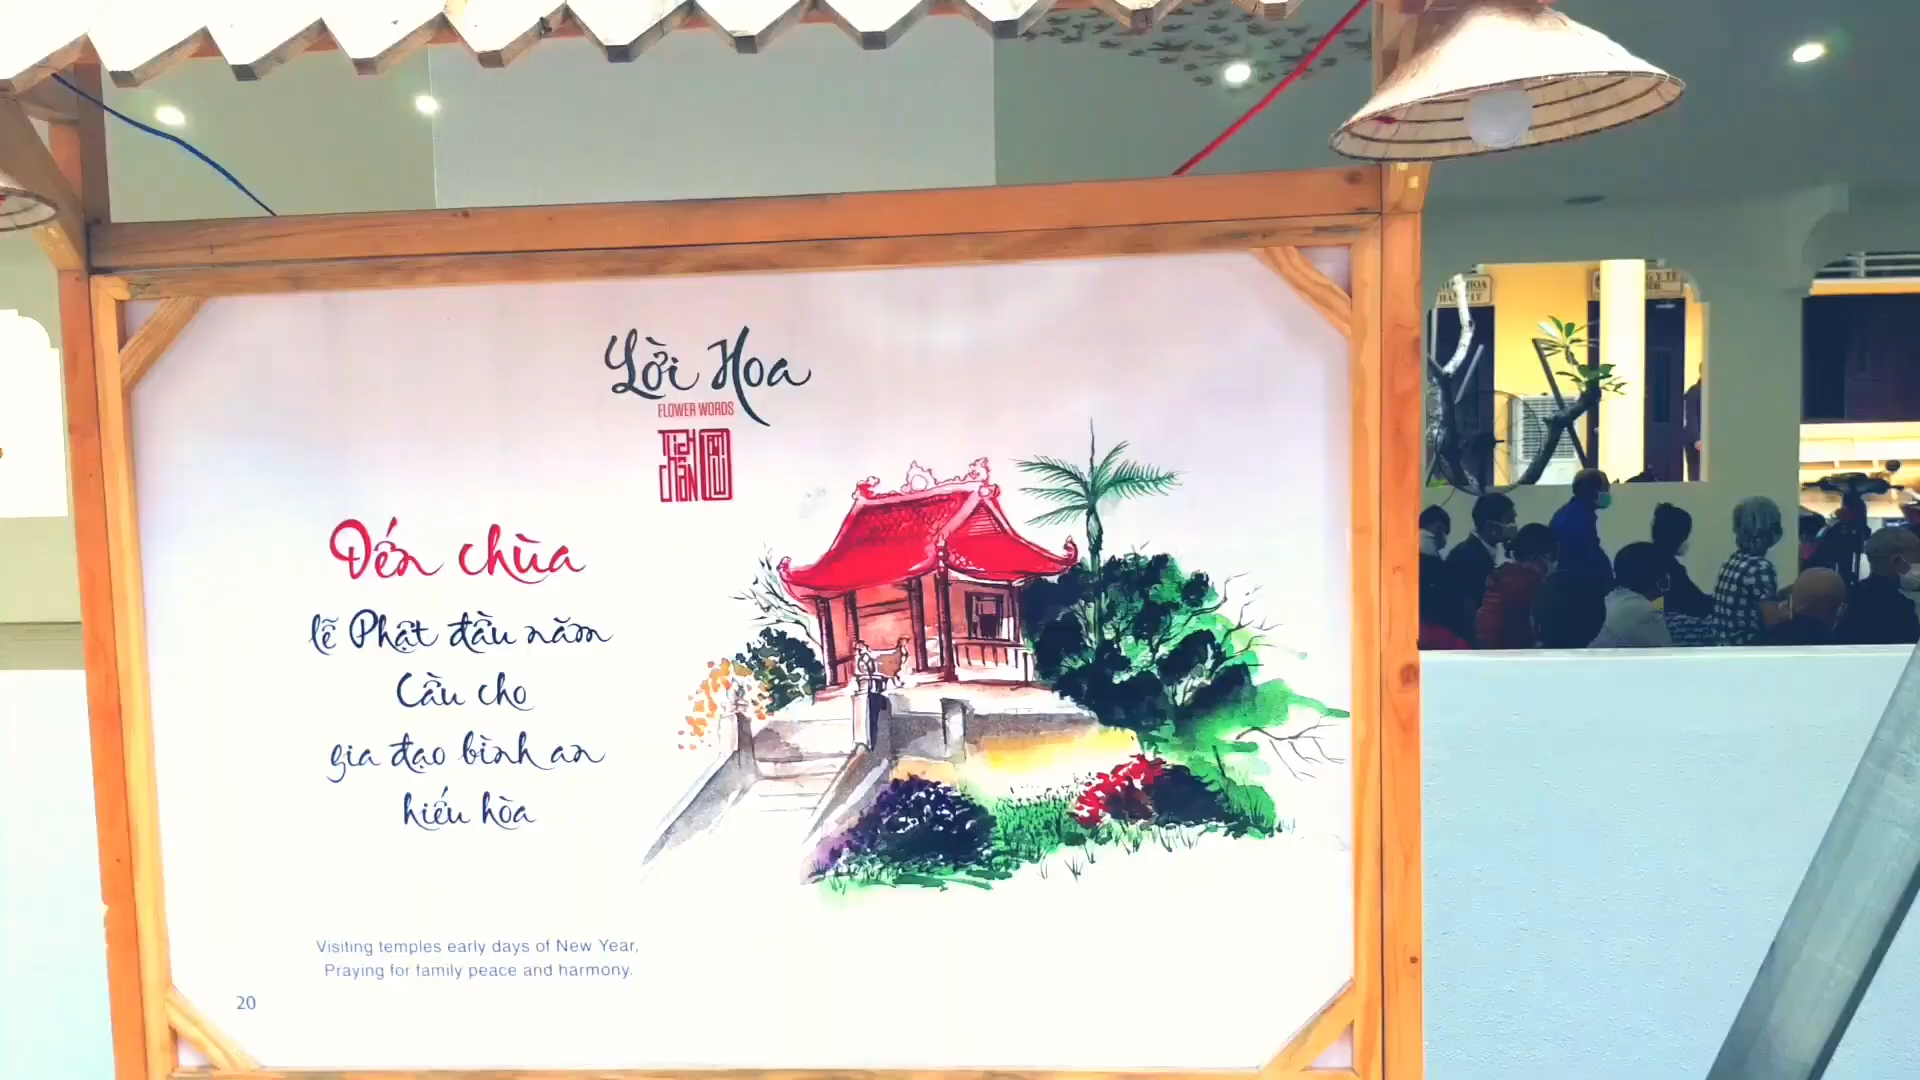 Lời Hoa
FLOWER WORDS
Đến chùa
lễ Phật đầu năm
Cầu cho
gia đạo bình an
hiếu hòa
Visiting temples early days of New Year,
Praying for family peace and harmony.
20